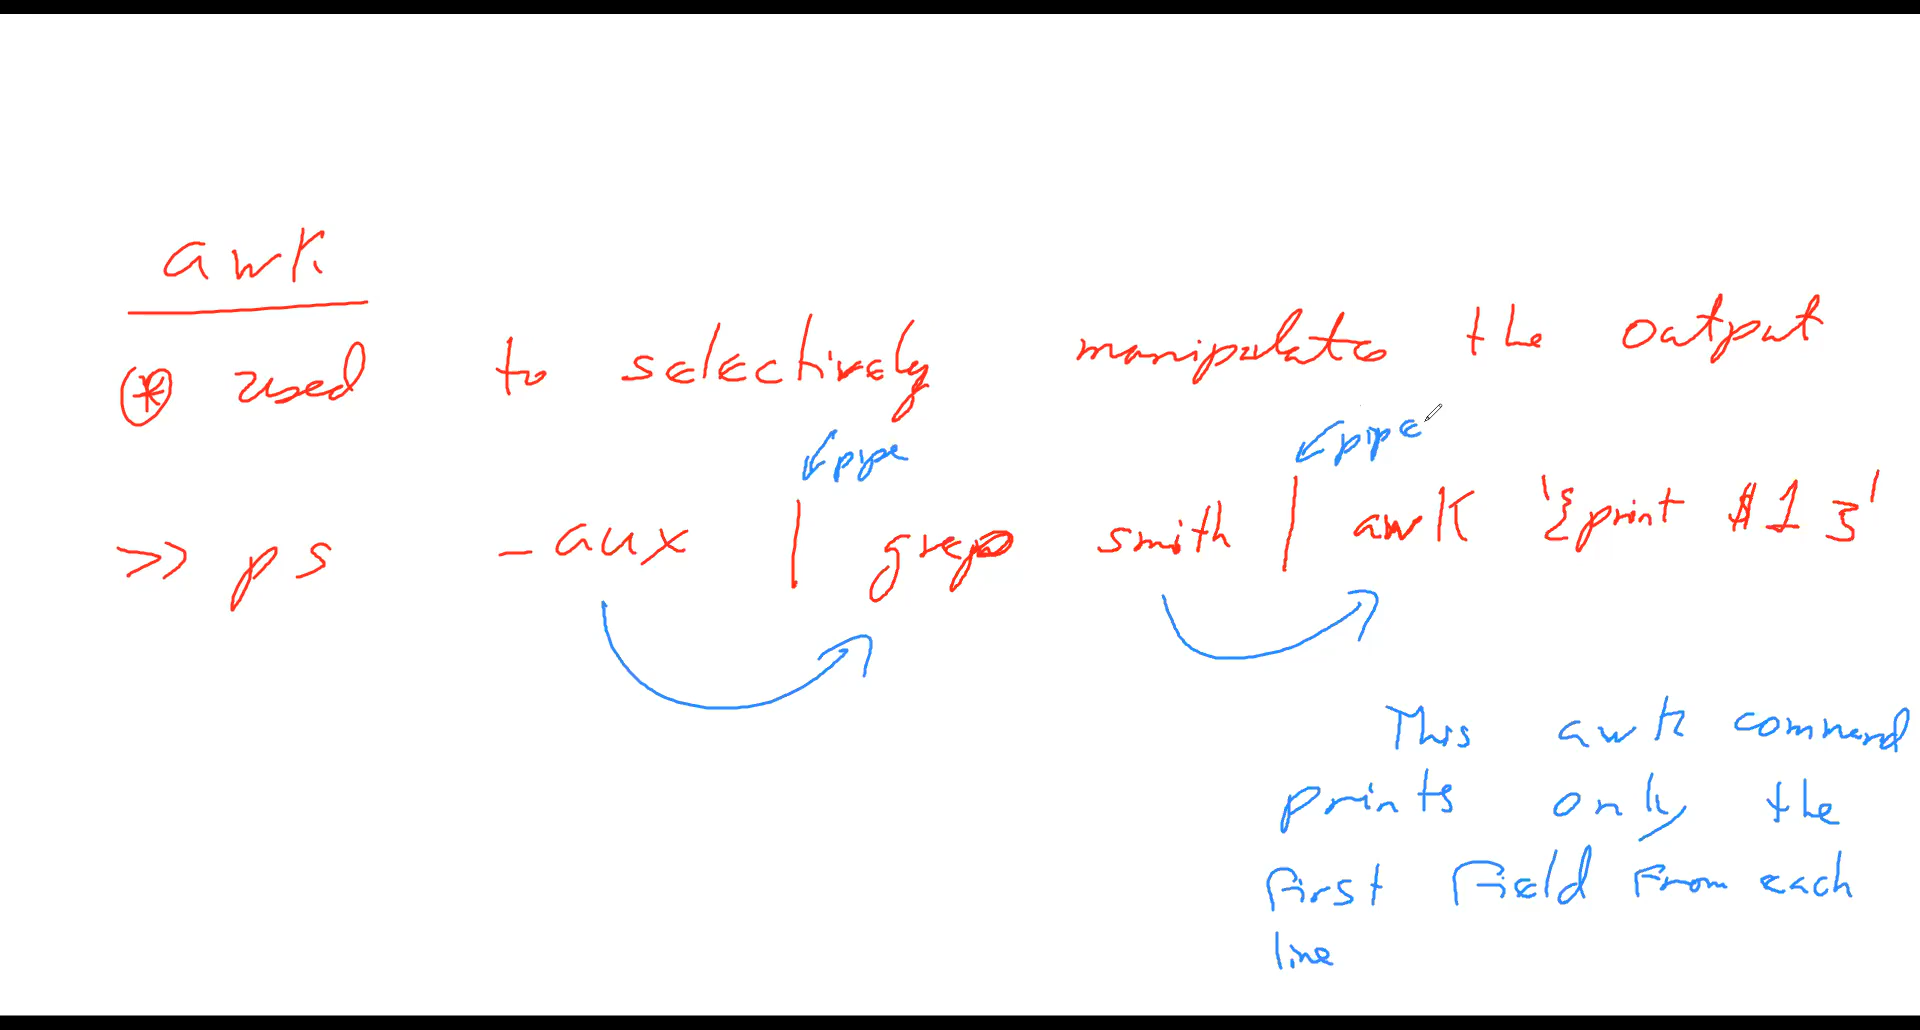 awk
* used to selectively manipulate the output
pipe pipe
>> ps -aux | grep smith | awk '{print $1}'
This awk command
prints only the
First Field From each
line